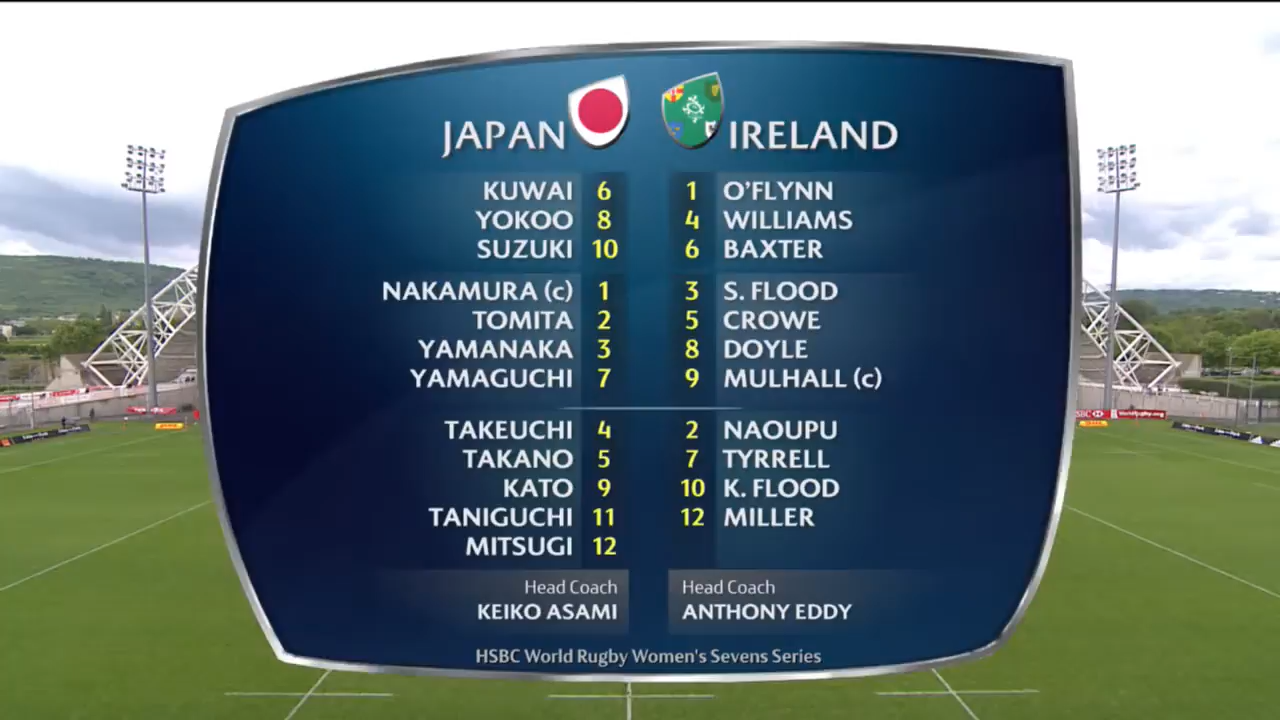 JAPAN IRELAND
KUWAI 6 1 O'FLYNN
YOKOO 8 4 WILLIAMS
SUZUKI 10 6 BAXTER
NAKAMURA (c) 1 3 S. FLOOD
TOMITA 2 5 CROWE
YAMANAKA 3 8 DOYLE
YAMAGUCHI 7 9 MULHALL (c)
TAKEUCHI 4 2 NAOUPU
TAKANO 5 7 TYRRELL
KATO 9 10 K. FLOOD
TANIGUCHI 11 12 MILLER
MITSUGI 12
Head Coach Head Coach
KEIKO ASAMI ANTHONY EDDY
HSBC World Rugby Women's Sevens Series